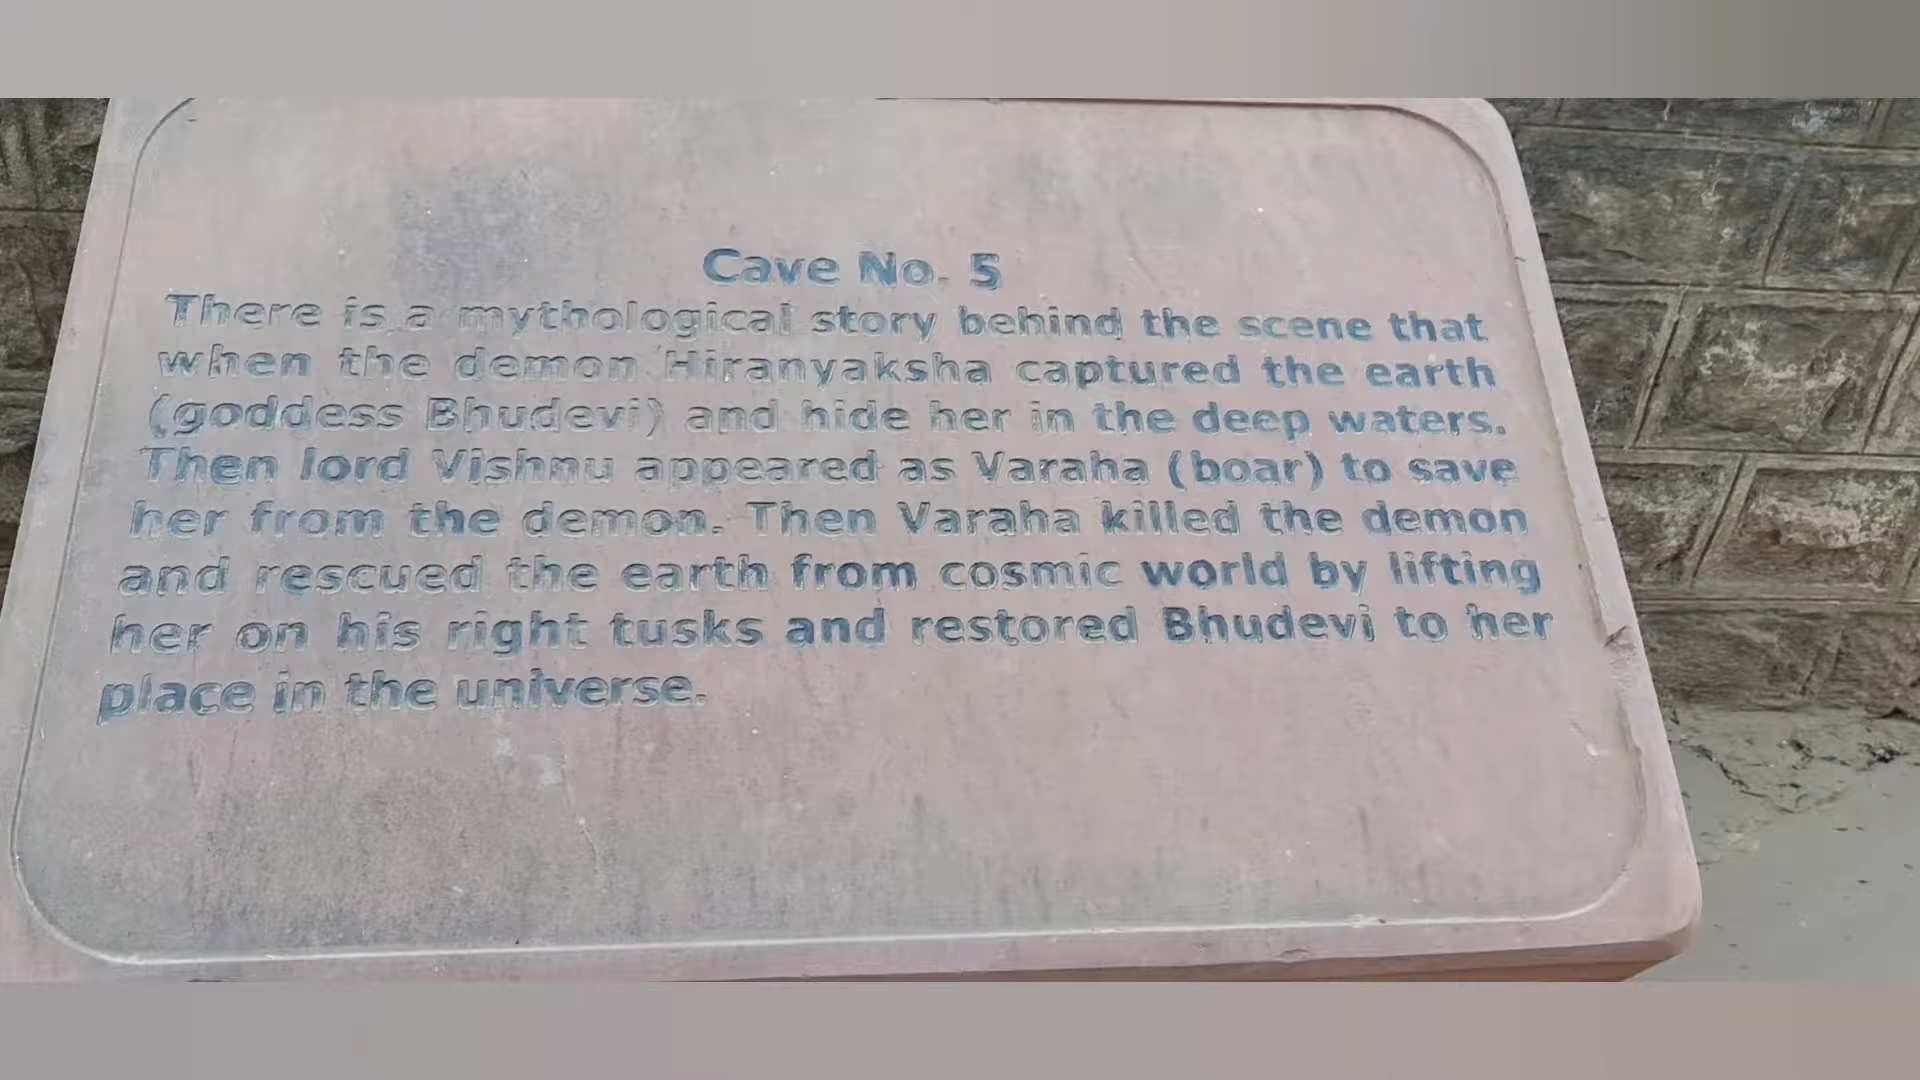 Cave No. 5
There is a mythological story behind the scene that
when the demon Hiranyaksha captured the earth
(goddess Bhudevi) and hide her in the deep waters.
Then lord Vishnu appeared as Varaha (boar) to save
her from the demon. Then Varaha killed the demon
and rescued the earth from cosmic world by lifting
her on his right tusks and restored Bhudevi to her
place in the universe.